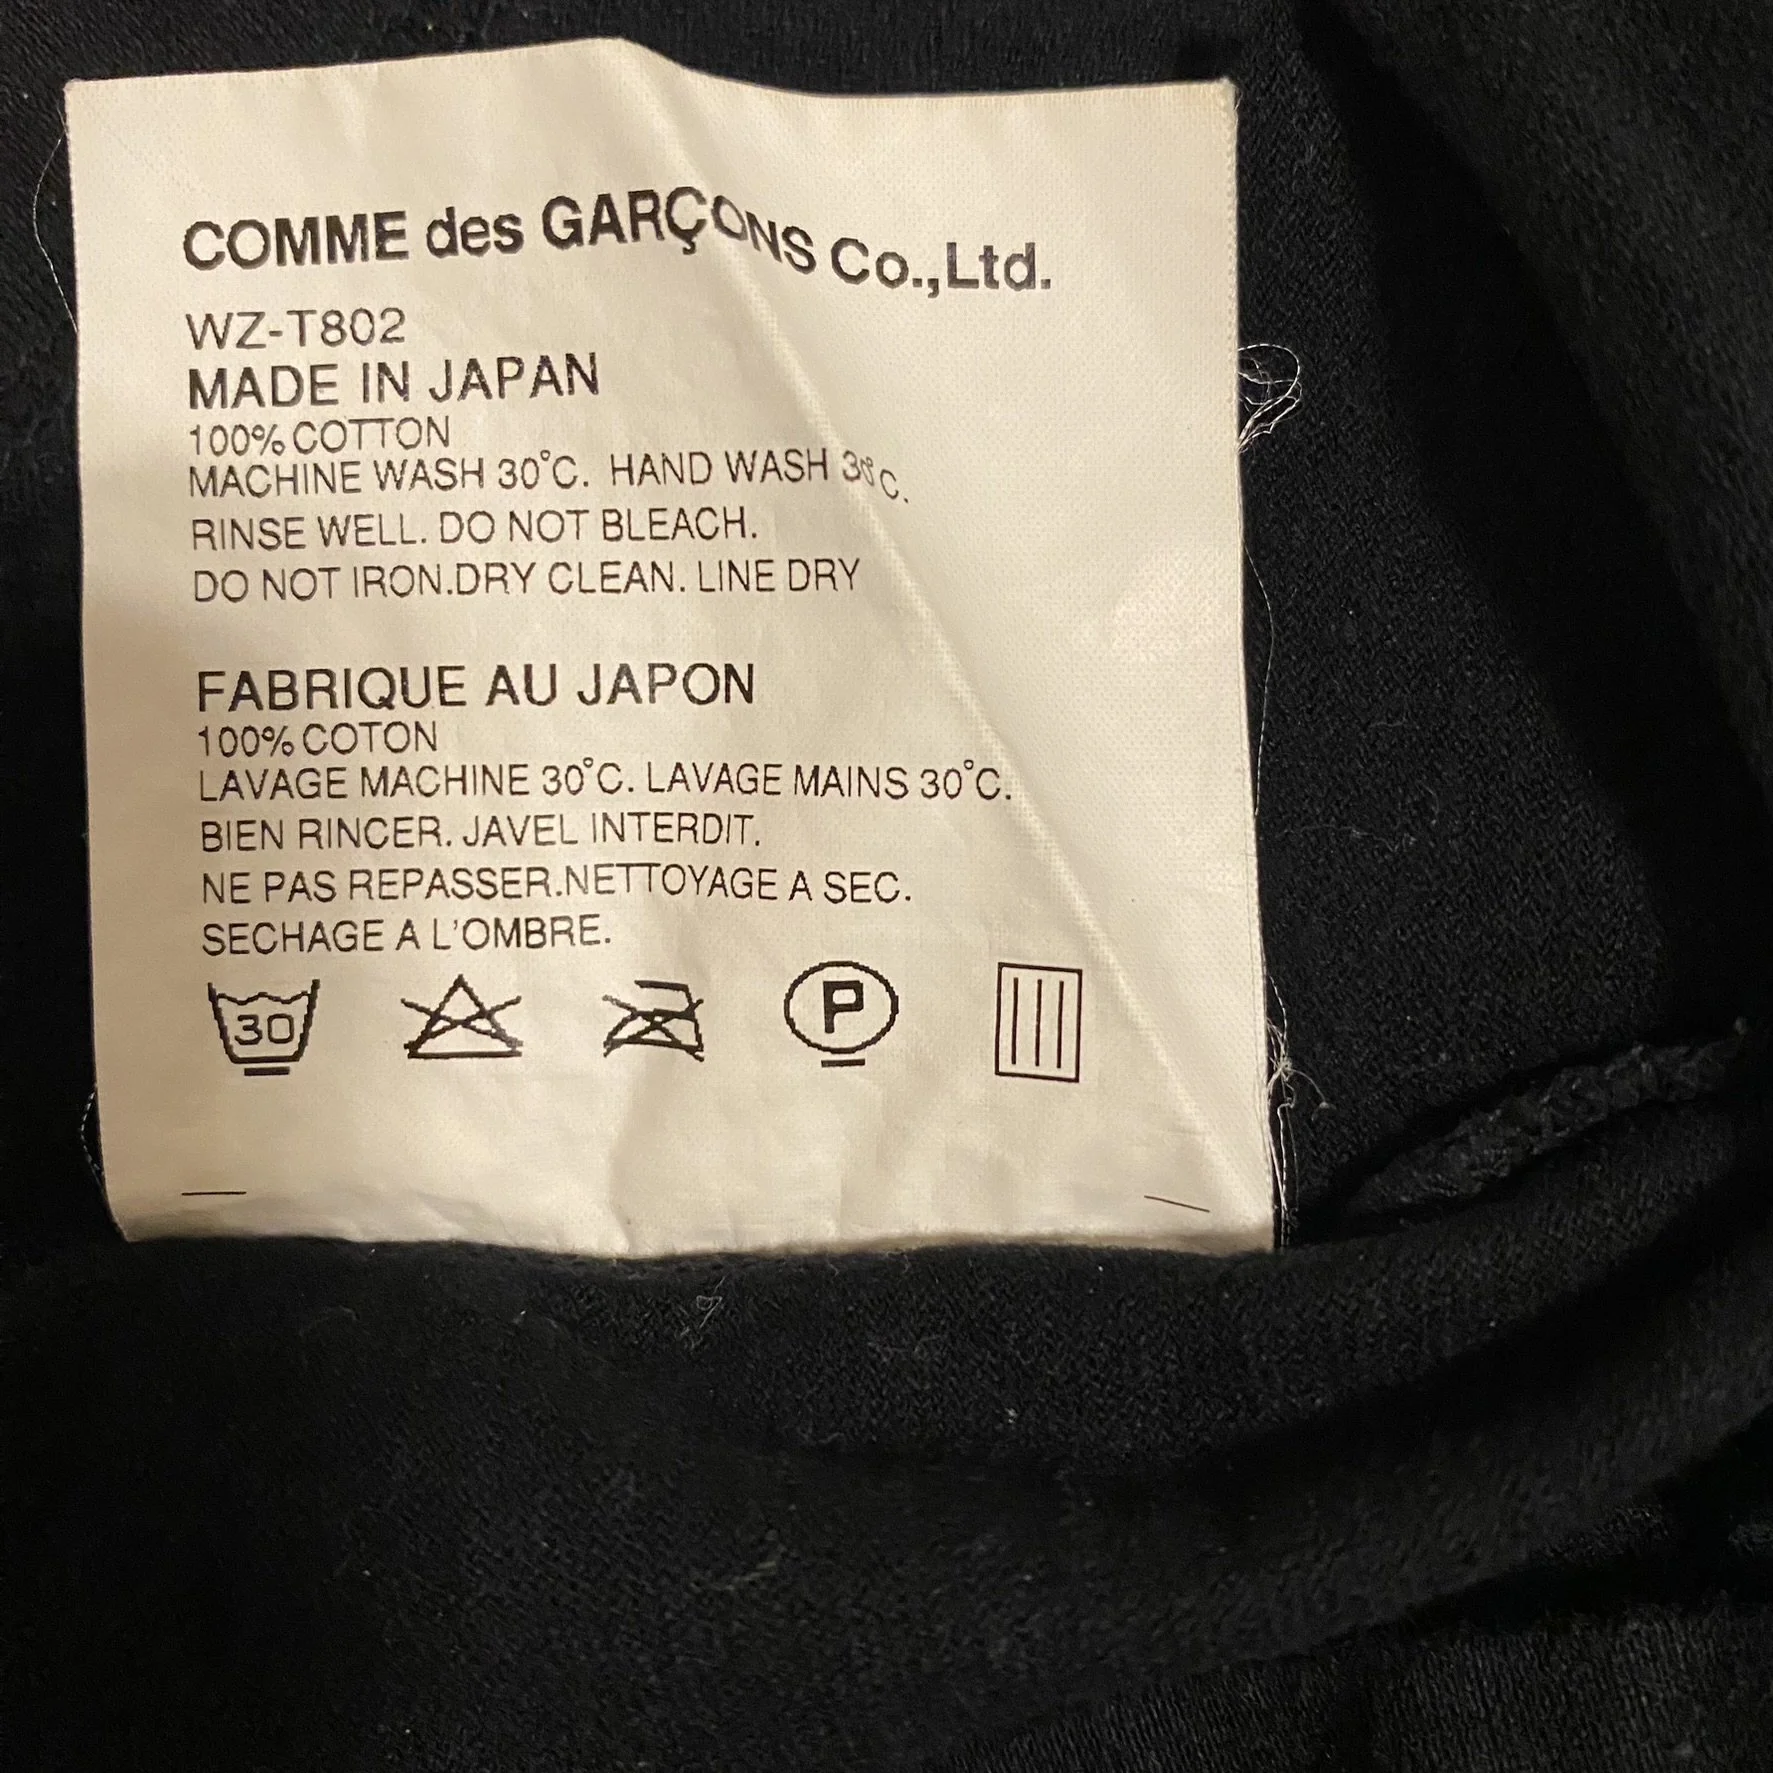 COMME des GARÇONS Co.,Ltd.
WZ-T802
MADE IN JAPAN
100% COTTON
MACHINE WASH 30°C. HAND WASH 30°C.
RINSE WELL. DO NOT BLEACH.
DO NOT IRON.DRY CLEAN. LINE DRY
FABRIQUE AU JAPON
100% COTON
LAVAGE MACHINE 30°C. LAVAGE MAINS 30°C.
BIEN RINCER. JAVEL INTERDIT.
NE PAS REPASSER.NETTOYAGE A SEC.
SECHAGE A L'OMBRE.
30 P